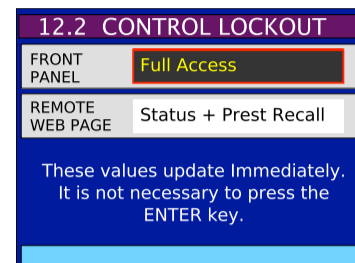 12.2 CONTROL LOCKOUT
FRONT
PANEL
Full Access
REMOTE
WEB PAGE
Status + Prest Recall
These values update Immediately.
It is not necessary to press the
ENTER key.